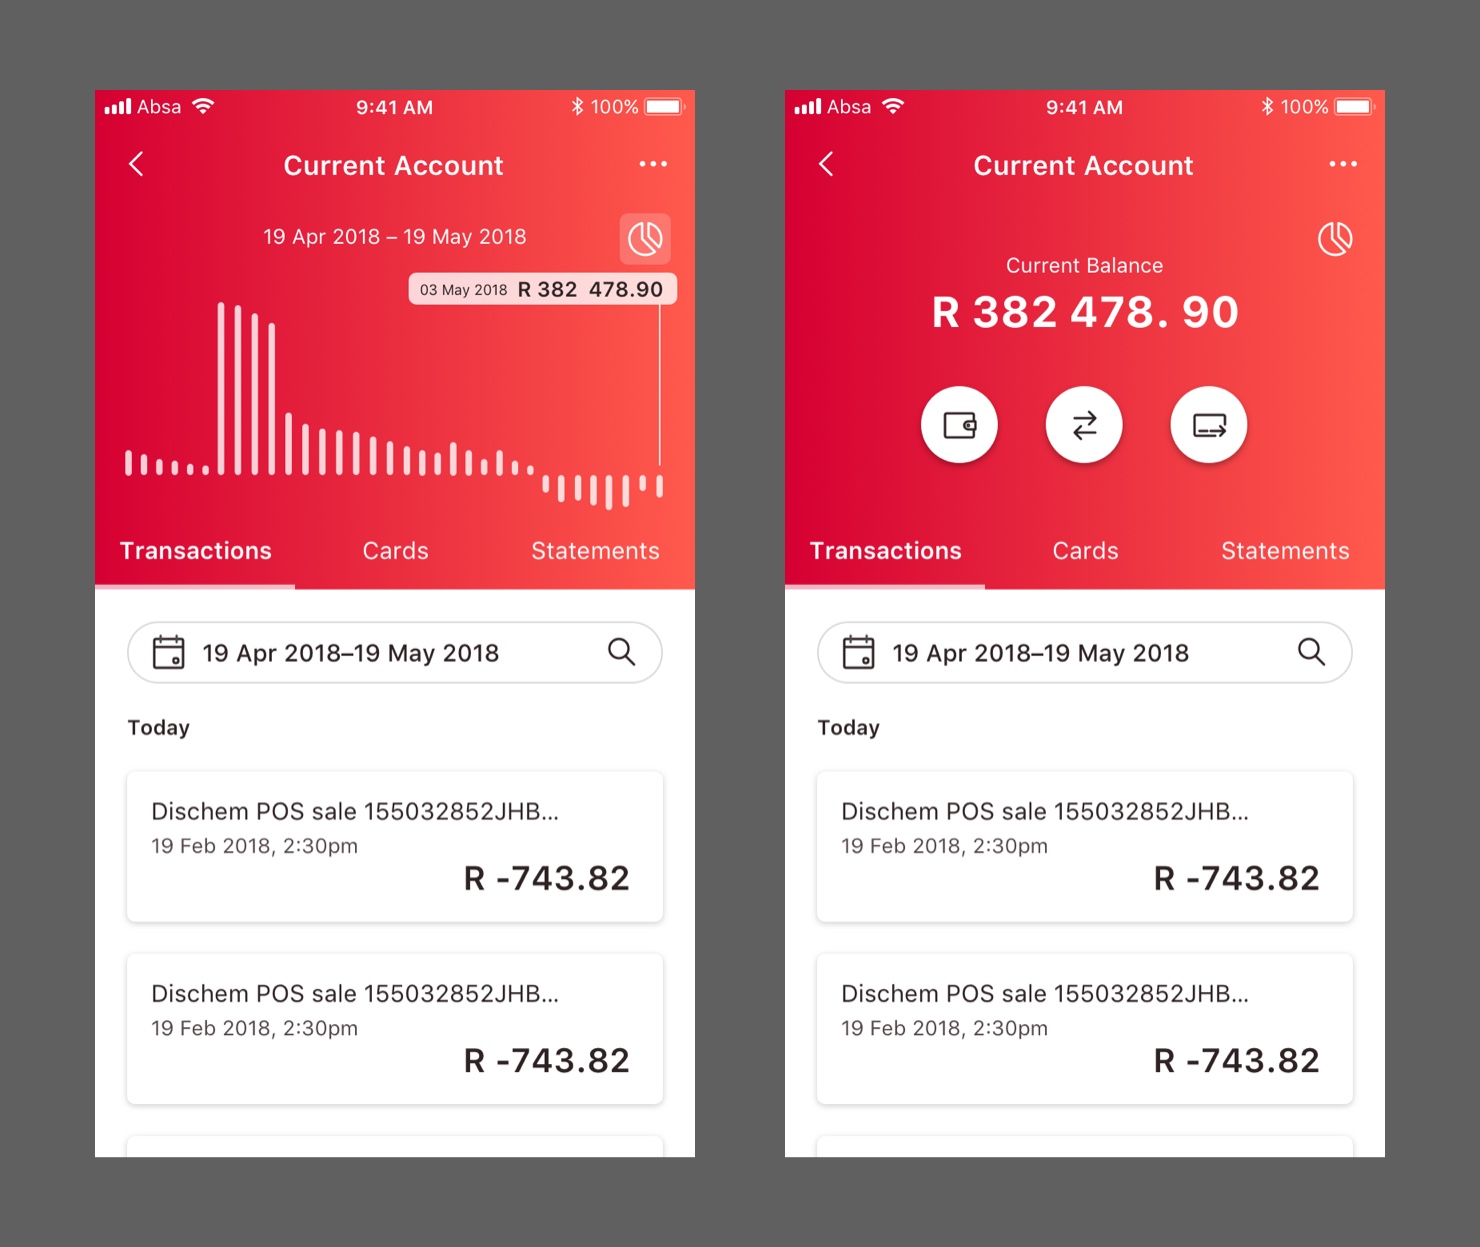 Absa 9:41 AM 100%
Current Account
19 Apr 2018 – 19 May 2018
03 May 2018 R 382 478.90
Transactions Cards Statements
19 Apr 2018–19 May 2018
Today
Dischem POS sale 155032852JHB...
19 Feb 2018, 2:30pm
R -743.82
Dischem POS sale 155032852JHB...
19 Feb 2018, 2:30pm
R -743.82
Absa 9:41 AM 100%
Current Account
Current Balance
R 382 478. 90
Transactions Cards Statements
19 Apr 2018–19 May 2018
Today
Dischem POS sale 155032852JHB...
19 Feb 2018, 2:30pm
R -743.82
Dischem POS sale 155032852JHB...
19 Feb 2018, 2:30pm
R -743.82